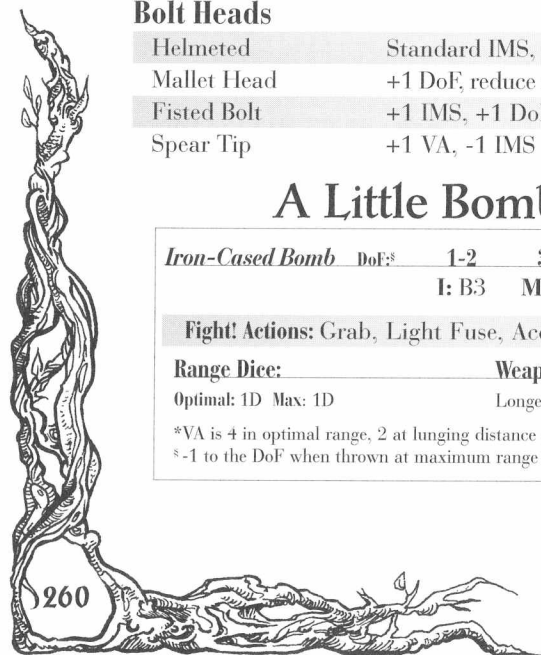 Bolt Heads
Helmeted Standard IMS,
Mallet Head +1 DoF, reduce
Fisted Bolt +1 IMS, +1 Do
Spear Tip +1 VA, -1 IMS
A Little Bomb
Iron-Cased Bomb DoF:§ 1-2
I: B3 M
Fight! Actions: Grab, Light Fuse,
Range Dice: Weap
Optimal: 1D Max: 1D Longe
*VA is 4 in optimal range, 2 at lunging distance
§ -1 to the DoF when thrown at maximum range
260